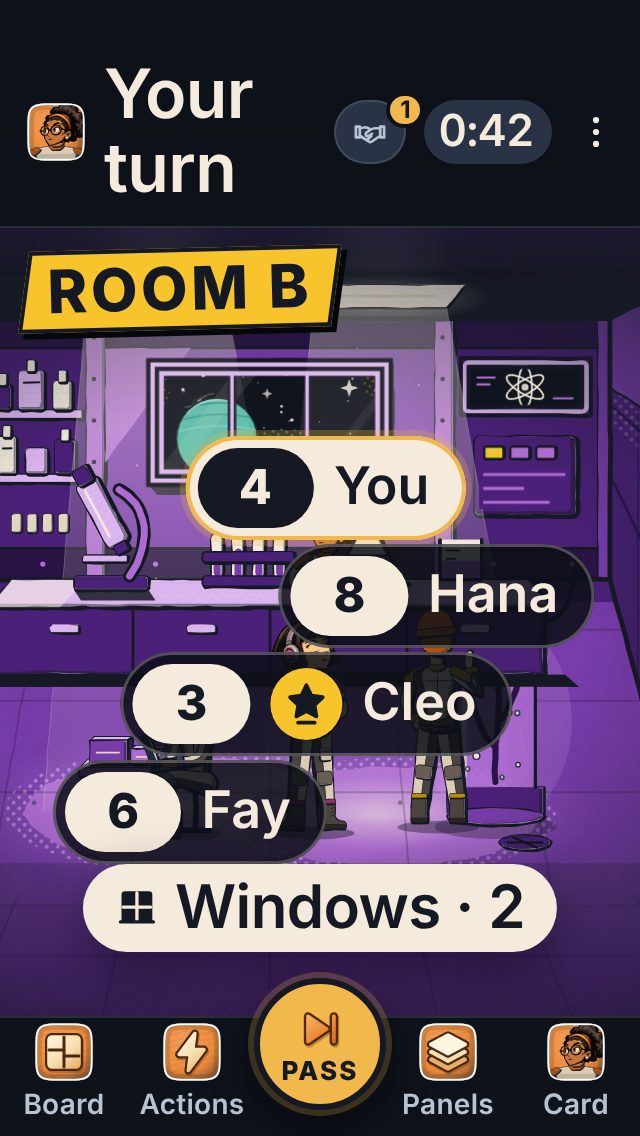 Your
turn
1
0:42
ROOM B
4 You
8 Hana
3 Cleo
6 Fay
Windows · 2
PASS
Board
Actions
Panels
Card